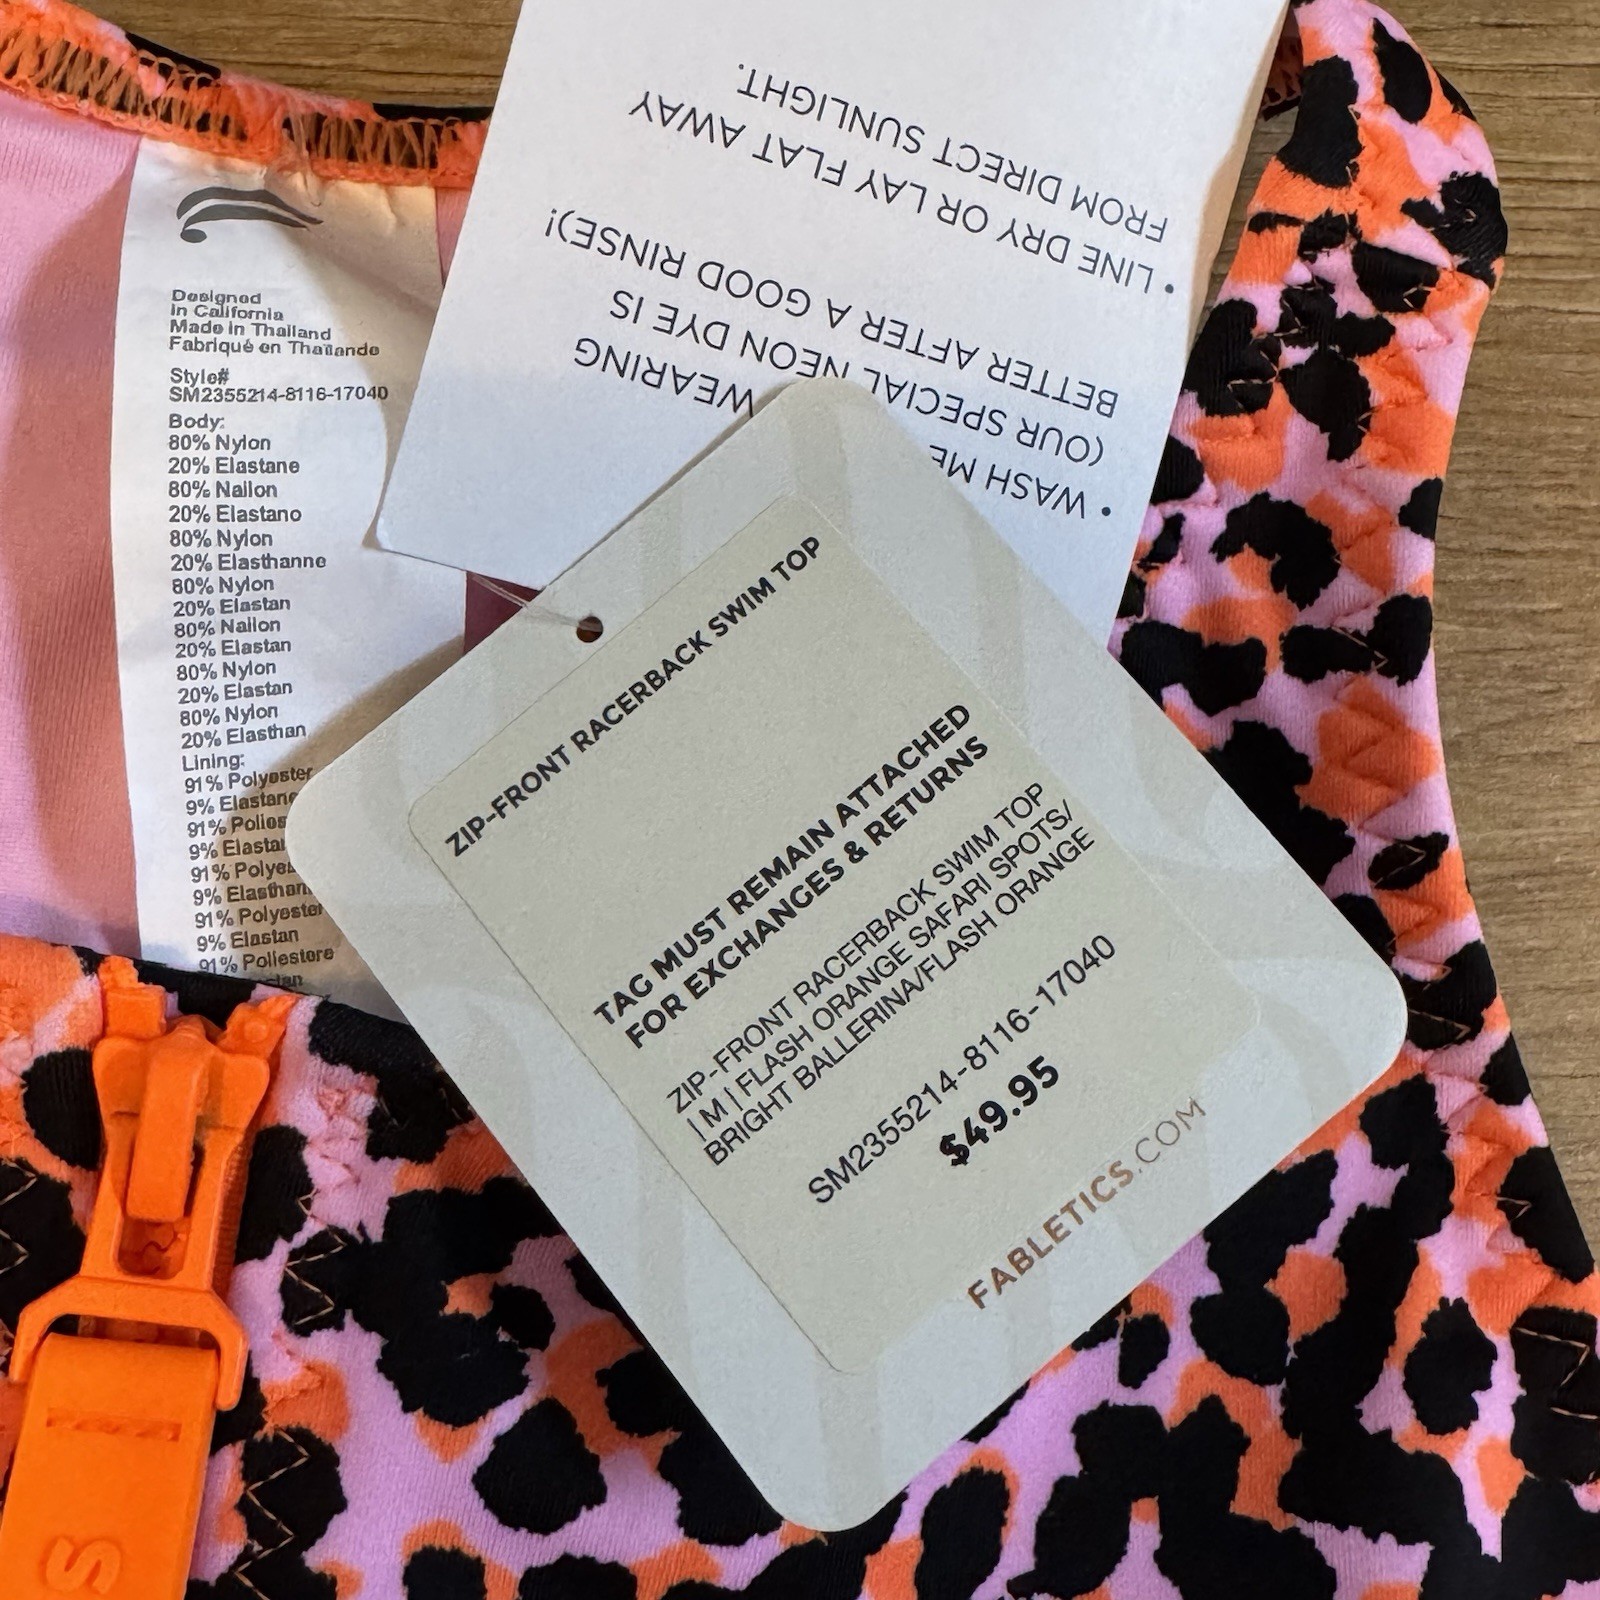 Designed
in California
Made in Thailand
Fabriqué en Thaïlande
Style#
SM2355214-8116-17040
Body:
80% Nylon
20% Elastane
80% Nailon
20% Elastano
80% Nylon
20% Elasthanne
80% Nylon
20% Elastan
80% Nailon
20% Elastan
80% Nylon
20% Elastan
80% Nylon
20% Elasthan
Lining:
91% Polyester
9% Elastane
91%
9%
91%
9%
91% Polyester
9% Elastan
91% Poliestere
• WASH ME WEARING
(OUR SPECIAL NEON DYE IS
BETTER AFTER A GOOD RINSE)!
• LINE DRY OR LAY FLAT AWAY
FROM DIRECT SUNLIGHT.
ZIP-FRONT RACERBACK SWIM TOP
TAG MUST REMAIN ATTACHED
FOR EXCHANGES & RETURNS
ZIP-FRONT RACERBACK SWIM TOP
| M | FLASH ORANGE SAFARI SPOTS/
BRIGHT BALLERINA/FLASH ORANGE
SM2355214-8116-17040
$49.95
FABLETICS.COM
S